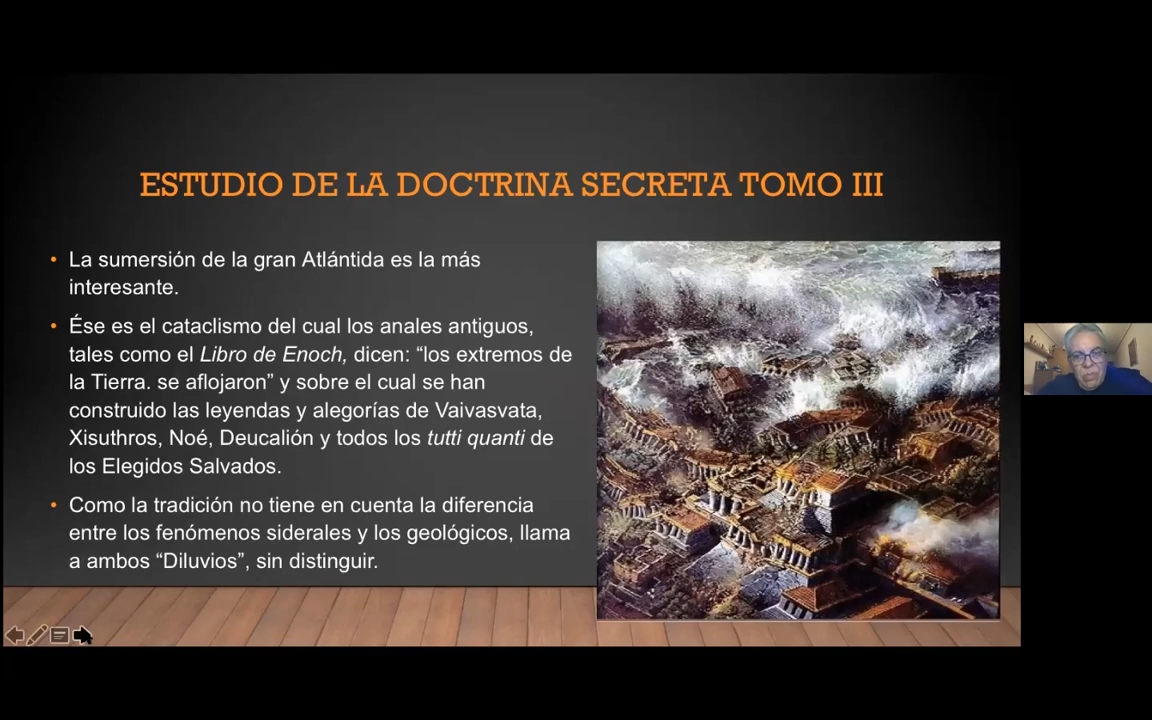 ESTUDIO DE LA DOCTRINA SECRETA TOMO III
• La sumersión de la gran Atlántida es la más
interesante.
• Ése es el cataclismo del cual los anales antiguos,
tales como el Libro de Enoch, dicen: “los extremos de
la Tierra. se aflojaron” y sobre el cual se han
construido las leyendas y alegorías de Vaivasvata,
Xisuthros, Noé, Deucalión y todos los tutti quanti de
los Elegidos Salvados.
• Como la tradición no tiene en cuenta la diferencia
entre los fenómenos siderales y los geológicos, llama
a ambos “Diluvios”, sin distinguir.